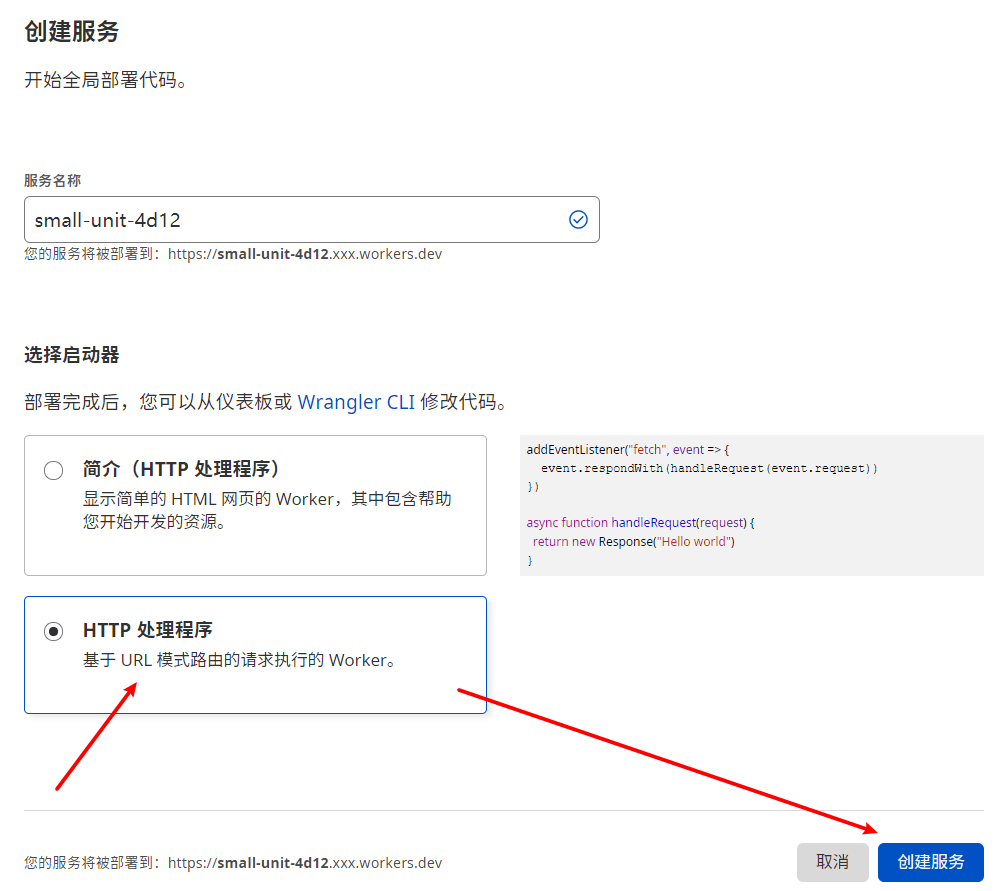 创建服务
开始全局部署代码。
服务名称
small-unit-4d12
您的服务将被部署到：https://small-unit-4d12.xxx.workers.dev
选择启动器
部署完成后，您可以从仪表板或 Wrangler CLI 修改代码。
简介（HTTP 处理程序）
显示简单的 HTML 网页的 Worker，其中包含帮助
您开始开发的资源。
addEventListener("fetch", event => {
  event.respondWith(handleRequest(event.request))
})
async function handleRequest(request) {
  return new Response("Hello world")
}
HTTP 处理程序
基于 URL 模式路由的请求执行的 Worker。
您的服务将被部署到：https://small-unit-4d12.xxx.workers.dev
取消
创建服务